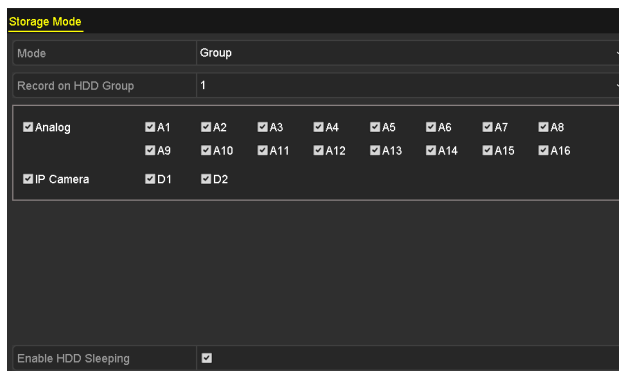 Storage Mode
Mode Group
Record on HDD Group 1
Analog A1 A2 A3 A4 A5 A6 A7 A8
A9 A10 A11 A12 A13 A14 A15 A16
IP Camera D1 D2
Enable HDD Sleeping